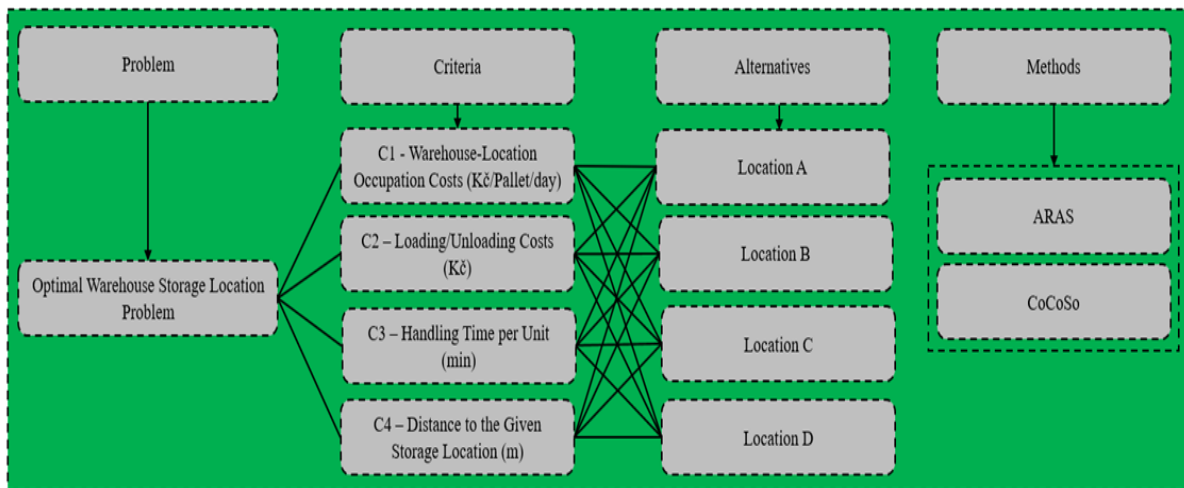 Problem
Criteria
Alternatives
Methods
C1 - Warehouse-Location
Occupation Costs (Kč/Pallet/day)
Location A
ARAS
C2 – Loading/Unloading Costs
(Kč)
Location B
Optimal Warehouse Storage Location
Problem
CoCoSo
C3 – Handling Time per Unit
(min)
Location C
C4 – Distance to the Given
Storage Location (m)
Location D